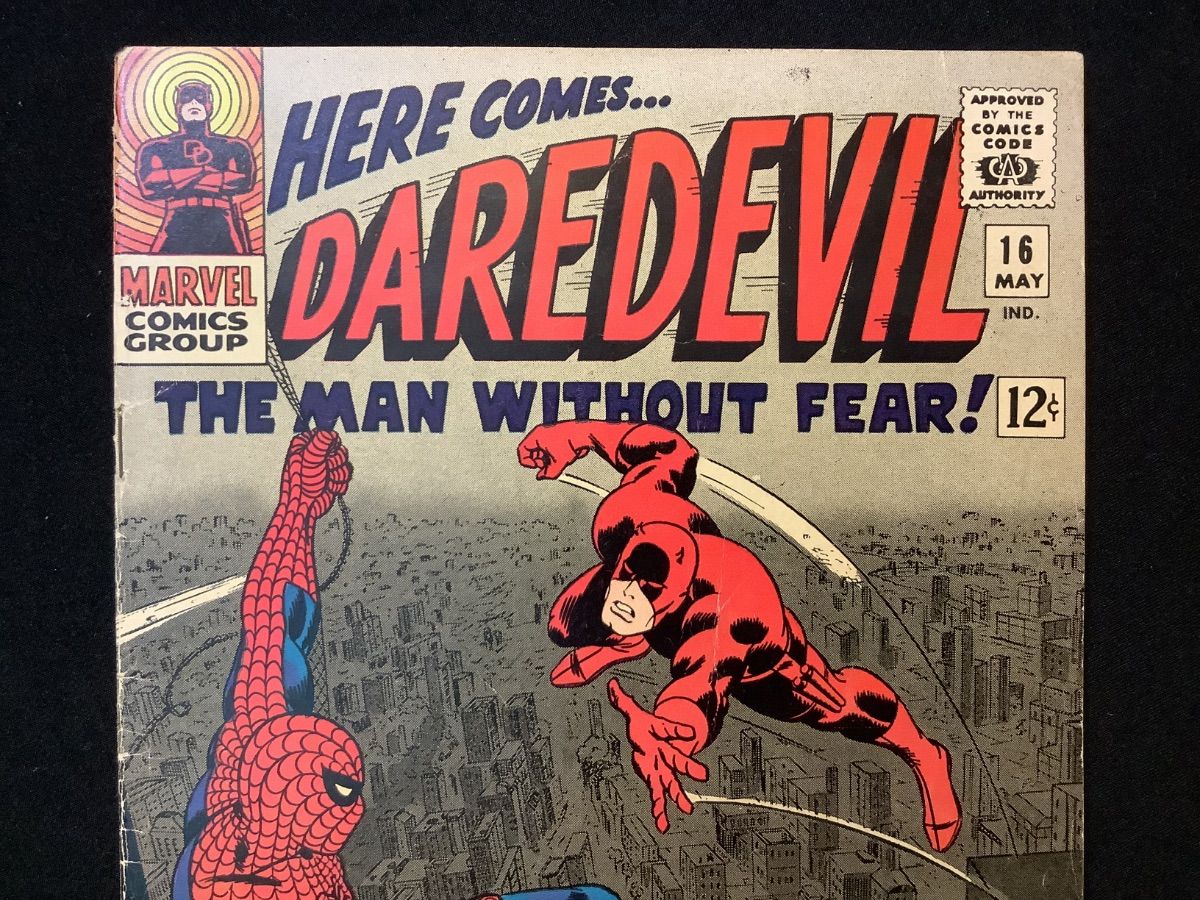 HERE COMES...
DAREDEVIL
THE MAN WITHOUT FEAR!
DD
MARVEL
COMICS
GROUP
APPROVED
BY THE
COMICS
CODE
CA
AUTHORITY
16
MAY
IND.
12¢